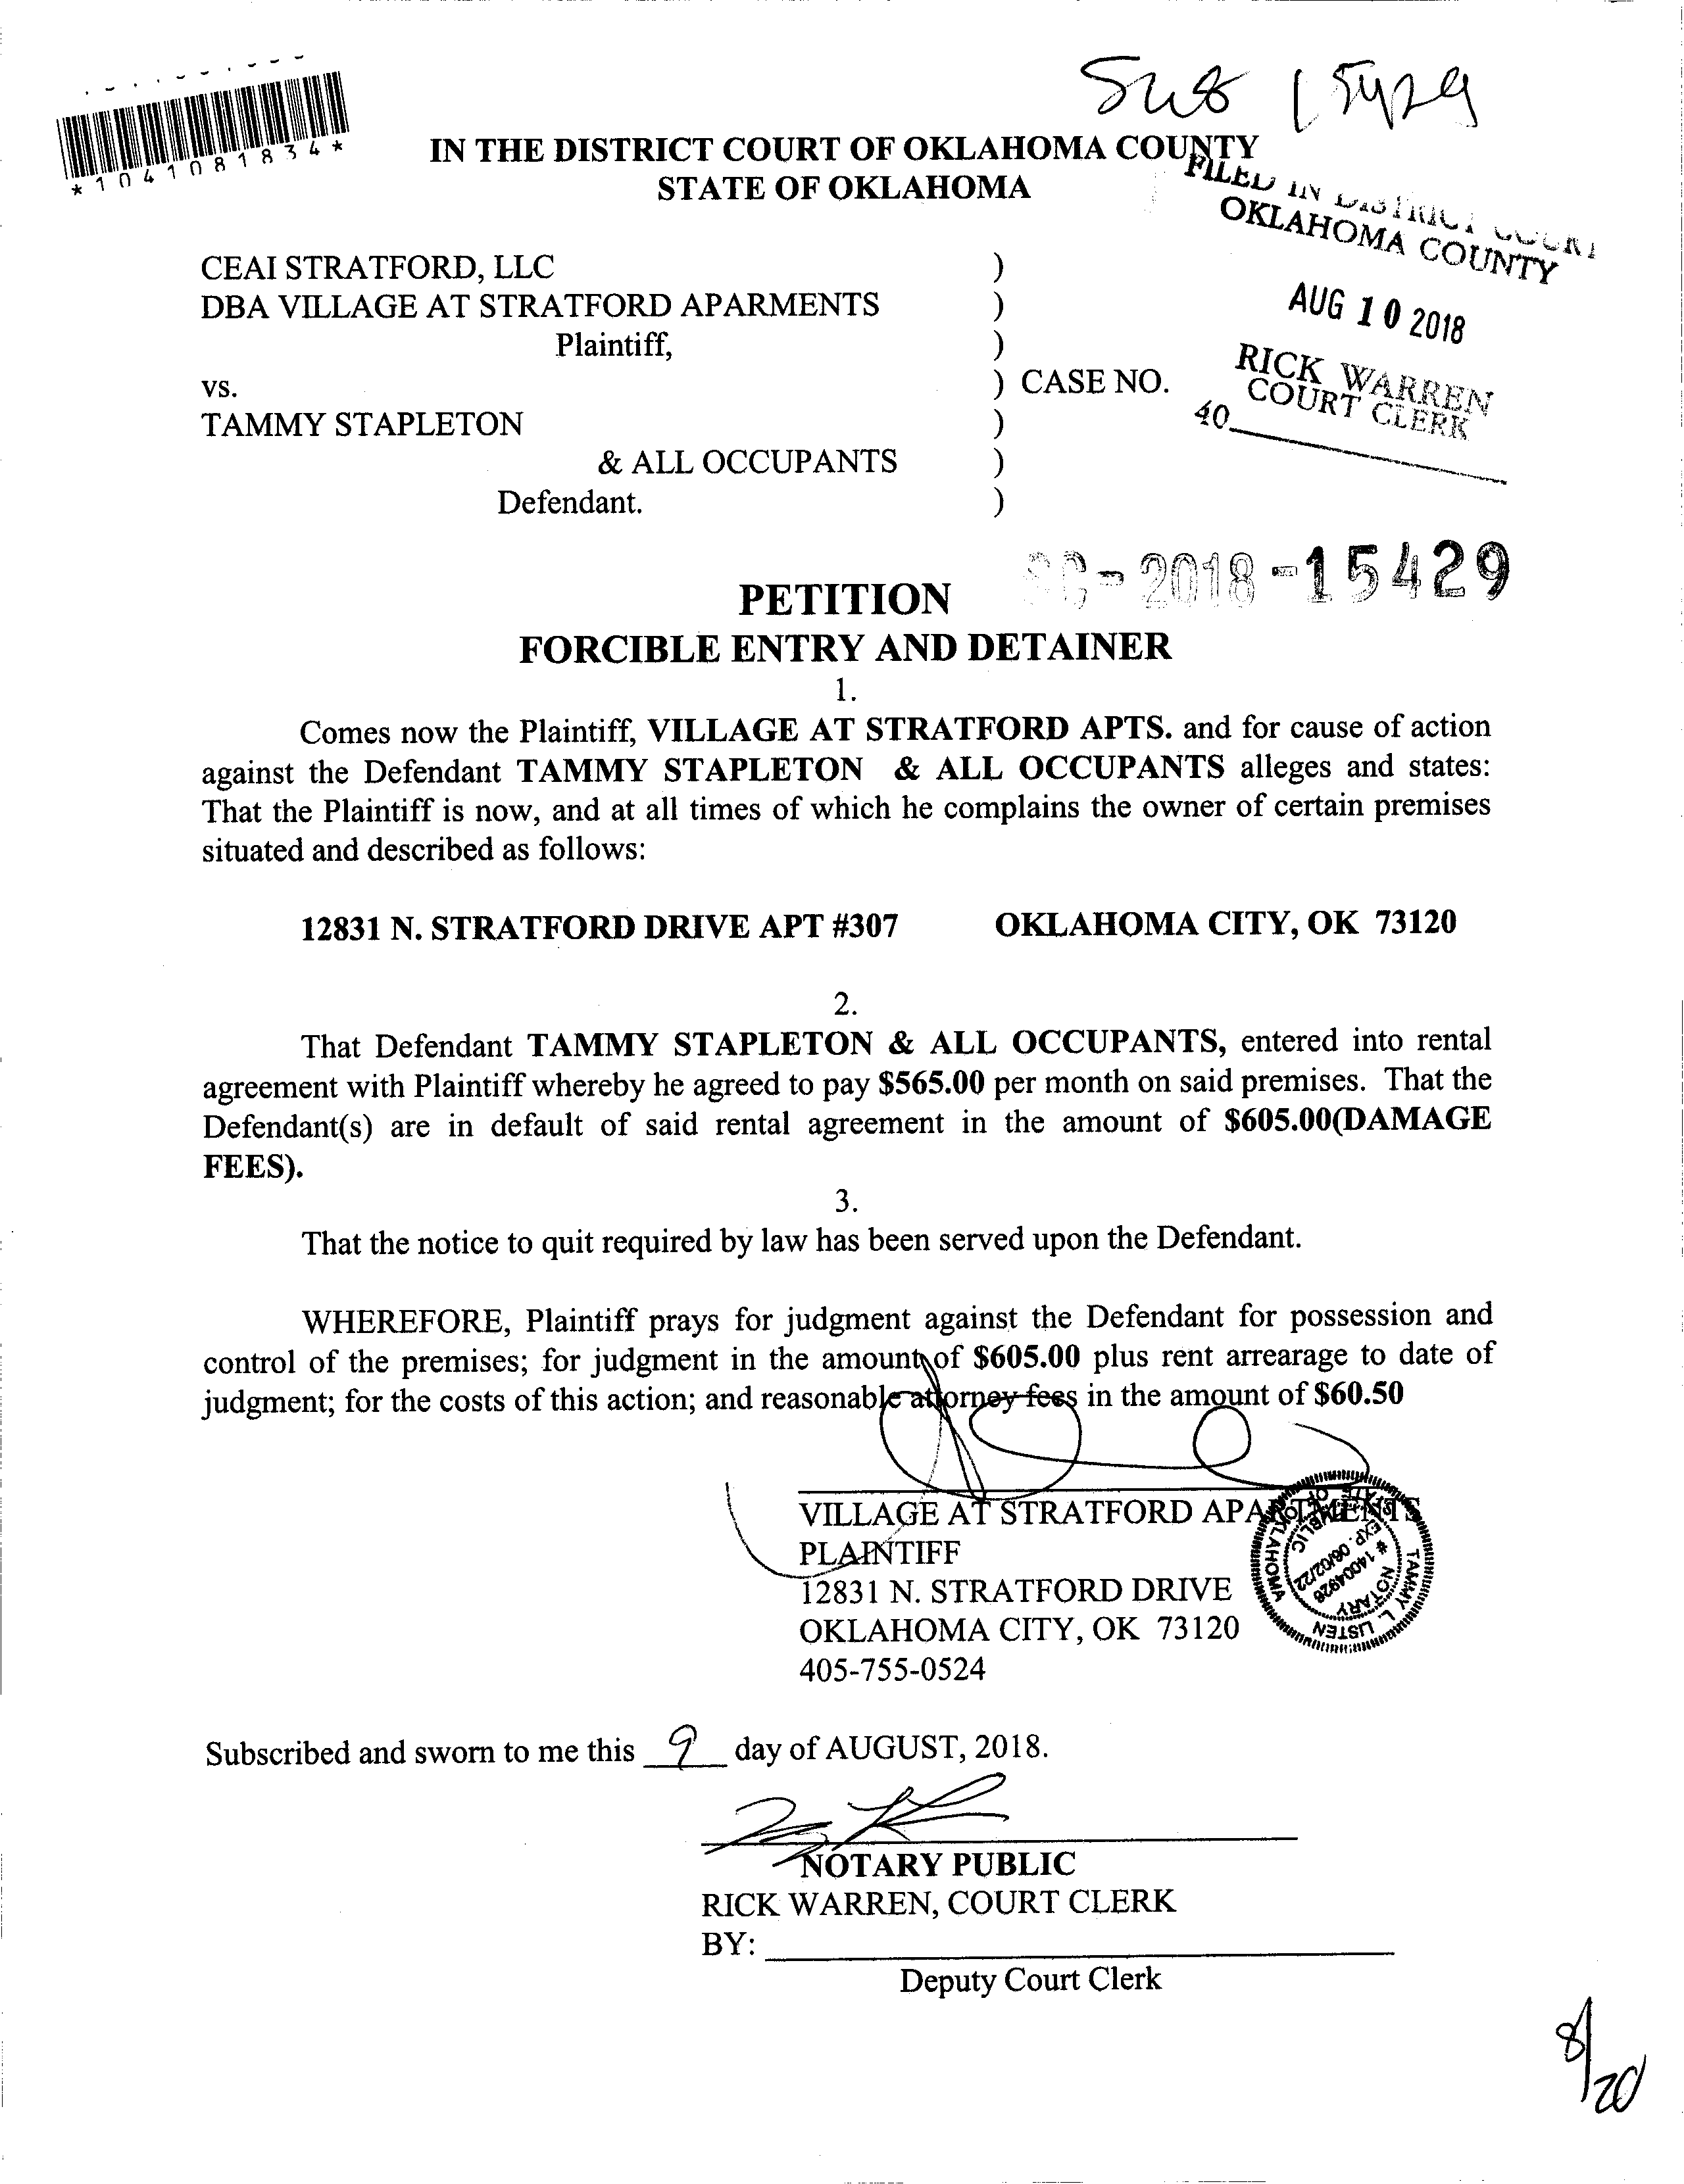 *1041081834*
IN THE DISTRICT COURT OF OKLAHOMA COUNTY
STATE OF OKLAHOMA
FILED IN DISTRICT COURT
OKLAHOMA COUNTY
AUG 10 2018
RICK WARREN
COURT CLERK
40
CEAI STRATFORD, LLC )
DBA VILLAGE AT STRATFORD APARMENTS )
Plaintiff, )
vs. ) CASE NO.
TAMMY STAPLETON )
& ALL OCCUPANTS )
Defendant. )
SC-2018-15429
PETITION
FORCIBLE ENTRY AND DETAINER
1.
Comes now the Plaintiff, VILLAGE AT STRATFORD APTS. and for cause of action
against the Defendant TAMMY STAPLETON & ALL OCCUPANTS alleges and states:
That the Plaintiff is now, and at all times of which he complains the owner of certain premises
situated and described as follows:
12831 N. STRATFORD DRIVE APT #307 OKLAHOMA CITY, OK 73120
2.
That Defendant TAMMY STAPLETON & ALL OCCUPANTS, entered into rental
agreement with Plaintiff whereby he agreed to pay $565.00 per month on said premises. That the
Defendant(s) are in default of said rental agreement in the amount of $605.00(DAMAGE
FEES).
3.
That the notice to quit required by law has been served upon the Defendant.
WHEREFORE, Plaintiff prays for judgment against the Defendant for possession and
control of the premises; for judgment in the amount of $605.00 plus rent arrearage to date of
judgment; for the costs of this action; and reasonable attorney fees in the amount of $60.50
VILLAGE AT STRATFORD APARTMENTS
PLAINTIFF
12831 N. STRATFORD DRIVE
OKLAHOMA CITY, OK 73120
405-755-0524
TAMMY L. LISTEN
STATE OF OKLAHOMA
NOTARY PUBLIC
# 14004928
EXP. 06/02/22
Subscribed and sworn to me this 9 day of AUGUST, 2018.
NOTARY PUBLIC
RICK WARREN, COURT CLERK
BY:
Deputy Court Clerk
8/20